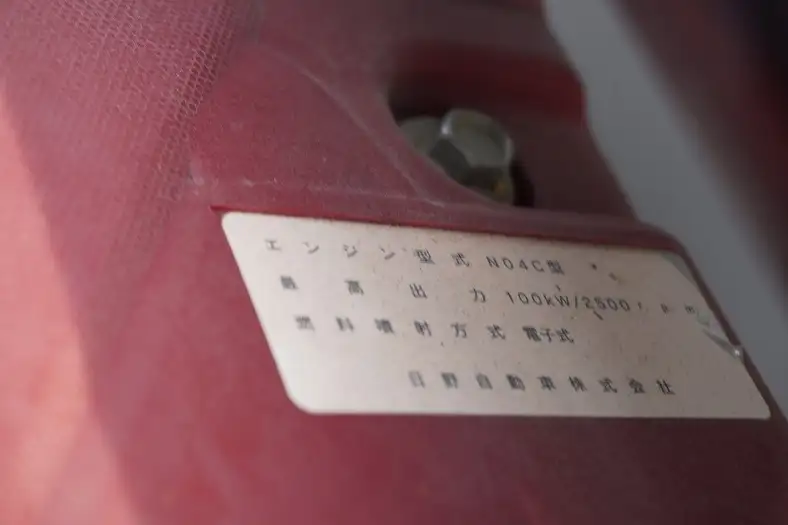 エンジン型式 N04C型
最高出力 100kW/2500rpm
燃料噴射方式 電子式
日野自動車株式会社